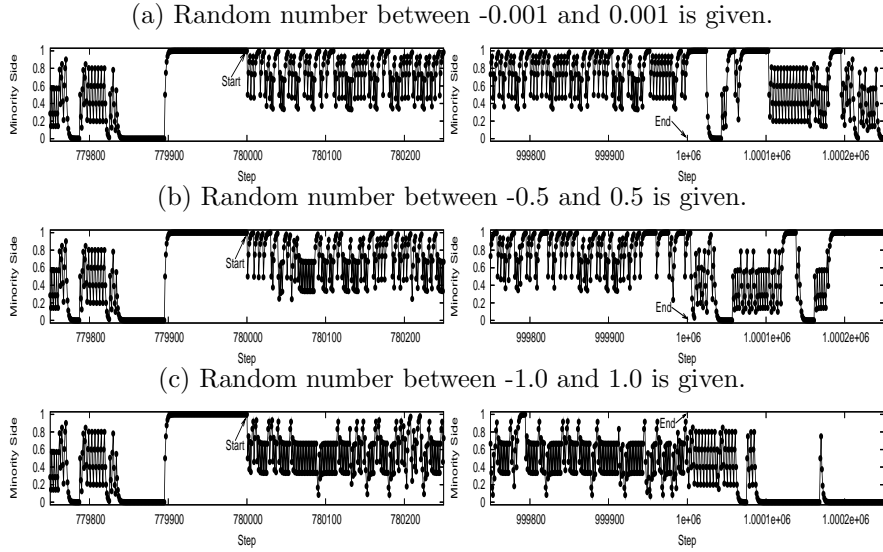 (a) Random number between -0.001 and 0.001 is given.
Minority Side
1
0.8
0.6
0.4
0.2
0
Start
779800 779900 780000 780100 780200
Step
Minority Side
1
0.8
0.6
0.4
0.2
0
End
999800 999900 1e+06 1.0001e+06 1.0002e+06
Step
(b) Random number between -0.5 and 0.5 is given.
Minority Side
1
0.8
0.6
0.4
0.2
0
Start
779800 779900 780000 780100 780200
Step
Minority Side
1
0.8
0.6
0.4
0.2
0
End
999800 999900 1e+06 1.0001e+06 1.0002e+06
Step
(c) Random number between -1.0 and 1.0 is given.
Minority Side
1
0.8
0.6
0.4
0.2
0
Start
779800 779900 780000 780100 780200
Step
Minority Side
1
0.8
0.6
0.4
0.2
0
End
999800 999900 1e+06 1.0001e+06 1.0002e+06
Step